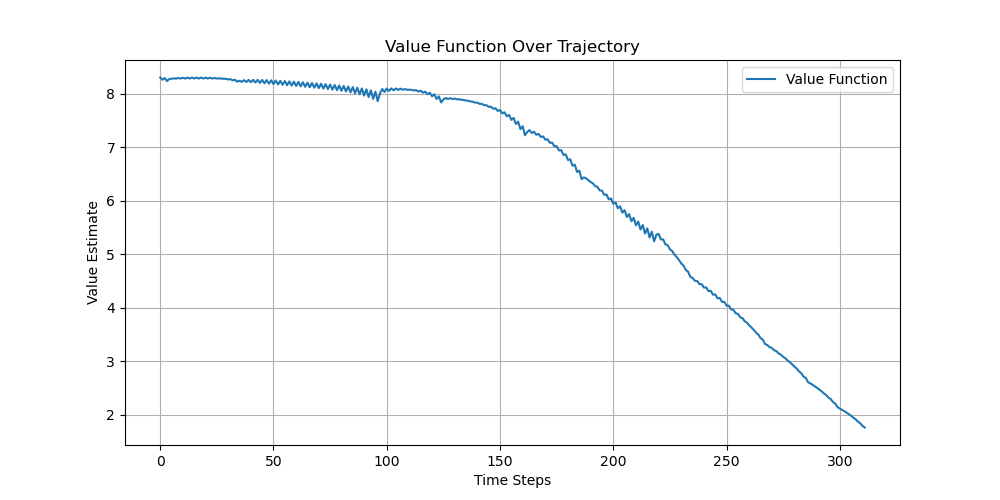 Value Function Over Trajectory
Value Function
Value Estimate
8
7
6
5
4
3
2
0 50 100 150 200 250 300
Time Steps